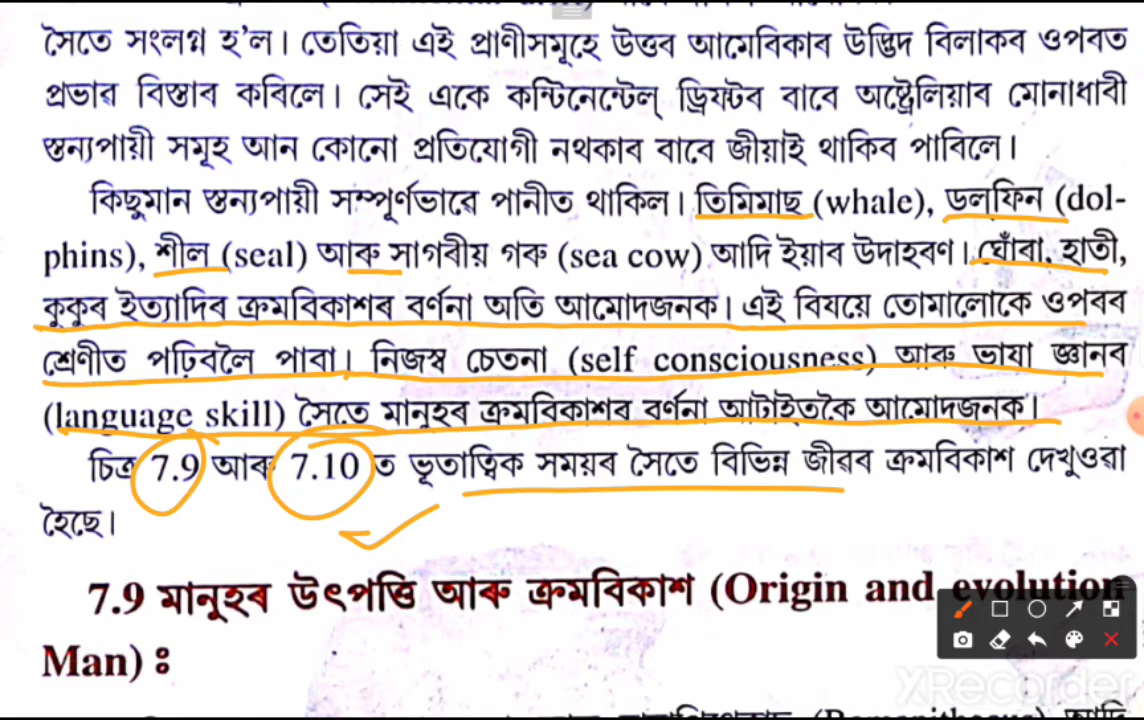 সৈতে সংলগ্ন হ'ল। তেতিয়া এই প্ৰাণীসমূহে উত্তৰ আমেৰিকাৰ উদ্ভিদ বিলাকৰ ওপৰত
প্ৰভাৱ বিস্তাৰ কৰিলে। সেই একে কন্টিনেন্টেল্ ড্ৰিফ্টৰ বাবে অষ্ট্ৰেলিয়াৰ মোনাধাৰী
স্তন্যপায়ী সমূহ আন কোনো প্ৰতিযোগী নথকাৰ বাবে জীয়াই থাকিব পাৰিলে।
কিছুমান স্তন্যপায়ী সম্পূৰ্ণভাৱে পানীত থাকিল। তিমিমাছ (whale), ডলফিন (dol-
phins), শীল (seal) আৰু সাগৰীয় গৰু (sea cow) আদি ইয়াৰ উদাহৰণ। ঘোঁৰা, হাতী,
কুকুৰ ইত্যাদিৰ ক্ৰমবিকাশৰ বৰ্ণনা অতি আমোদজনক। এই বিষয়ে তোমালোকে ওপৰৰ
শ্ৰেণীত পঢ়িবলৈ পাবা। নিজস্ব চেতনা (self consciousness) আৰু ভাষা জ্ঞানৰ
(language skill) সৈতে মানুহৰ ক্ৰমবিকাশৰ বৰ্ণনা আটাইতকৈ আমোদজনক।
চিত্ৰ 7.9 আৰু 7.10 ত ভূতাত্বিক সময়ৰ সৈতে বিভিন্ন জীৱৰ ক্ৰমবিকাশ দেখুওৱা
হৈছে।
7.9 মানুহৰ উৎপত্তি আৰু ক্ৰমবিকাশ (Origin and evolution
Man) ঃ
XRecorder